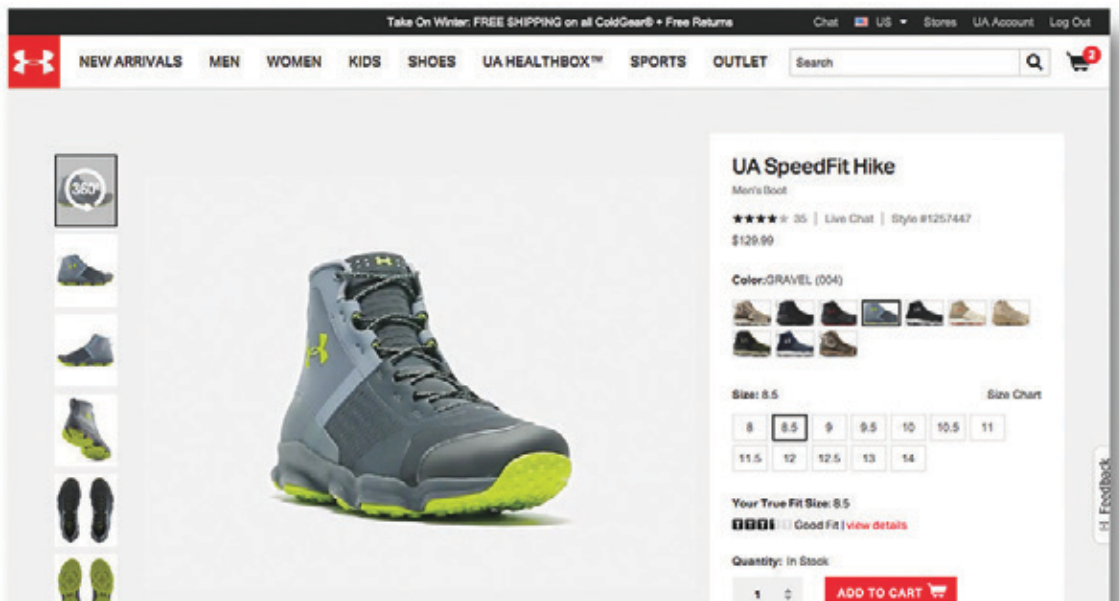 Take On Winter: FREE SHIPPING on all ColdGear® + Free Returns Chat US Stores UA Account Log Out
NEW ARRIVALS MEN WOMEN KIDS SHOES UA HEALTHBOX™ SPORTS OUTLET Search 2
360°
UA SpeedFit Hike
Men's Boot
35 | Live Chat | Style #1257447
$129.99
Color:GRAVEL (004)
Size: 8.5 Size Chart
8 8.5 9 9.5 10 10.5 11
11.5 12 12.5 13 14
Your True Fit Size: 8.5
Good Fit | view details
Quantity: In Stock
1 ADD TO CART
Feedback